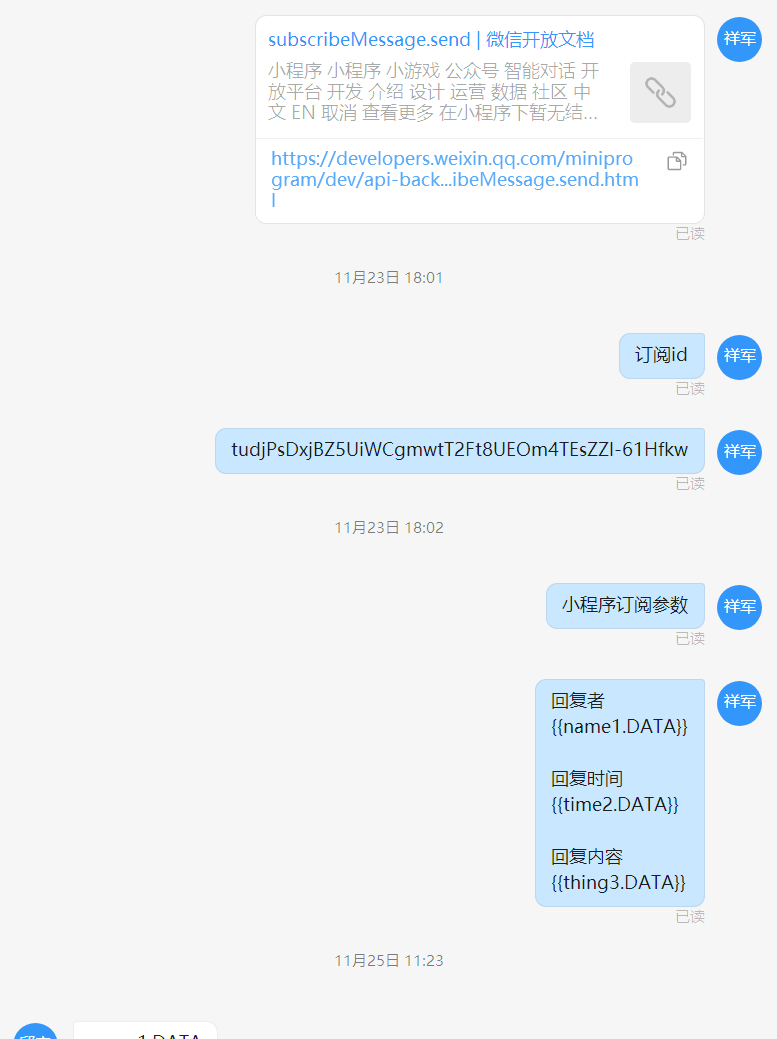 subscribeMessage.send | 微信开放文档
祥军
小程序 小程序 小游戏 公众号 智能对话 开
放平台 开发 介绍 设计 运营 数据 社区 中
文 EN 取消 查看更多 在小程序下暂无结...
https://developers.weixin.qq.com/minipro
gram/dev/api-back...ibeMessage.send.htm
l
已读
11月23日 18:01
订阅id
祥军
已读
tudjPsDxjBZ5UiWCgmwtT2Ft8UEOm4TEsZZI-61Hfkw
祥军
已读
11月23日 18:02
小程序订阅参数
祥军
已读
回复者
祥军
{{name1.DATA}}
回复时间
{{time2.DATA}}
回复内容
{{thing3.DATA}}
已读
11月25日 11:23
1.DATA